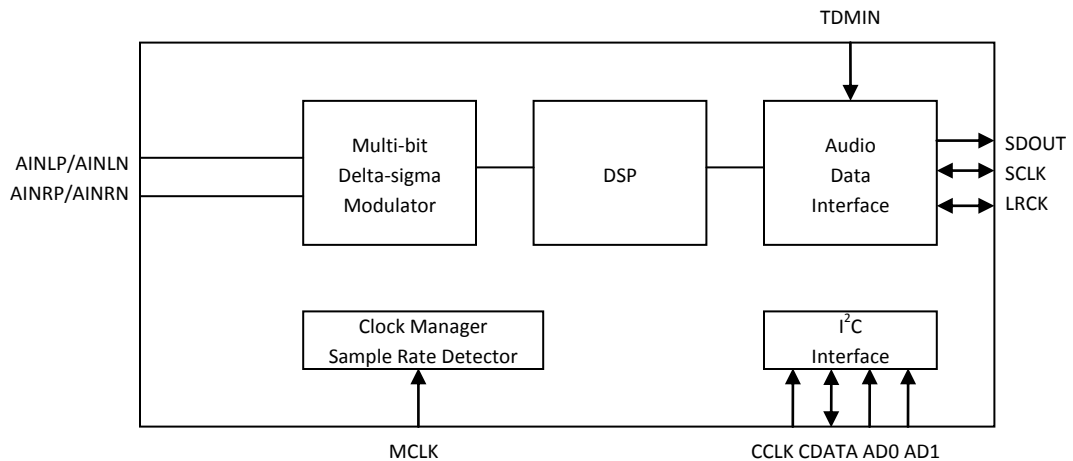 TDMIN
AINLP/AINLN
AINRP/AINRN
Multi-bit
Delta-sigma
Modulator
DSP
Audio
Data
Interface
SDOUT
SCLK
LRCK
Clock Manager
Sample Rate Detector
I²C
Interface
MCLK
CCLK CDATA AD0 AD1